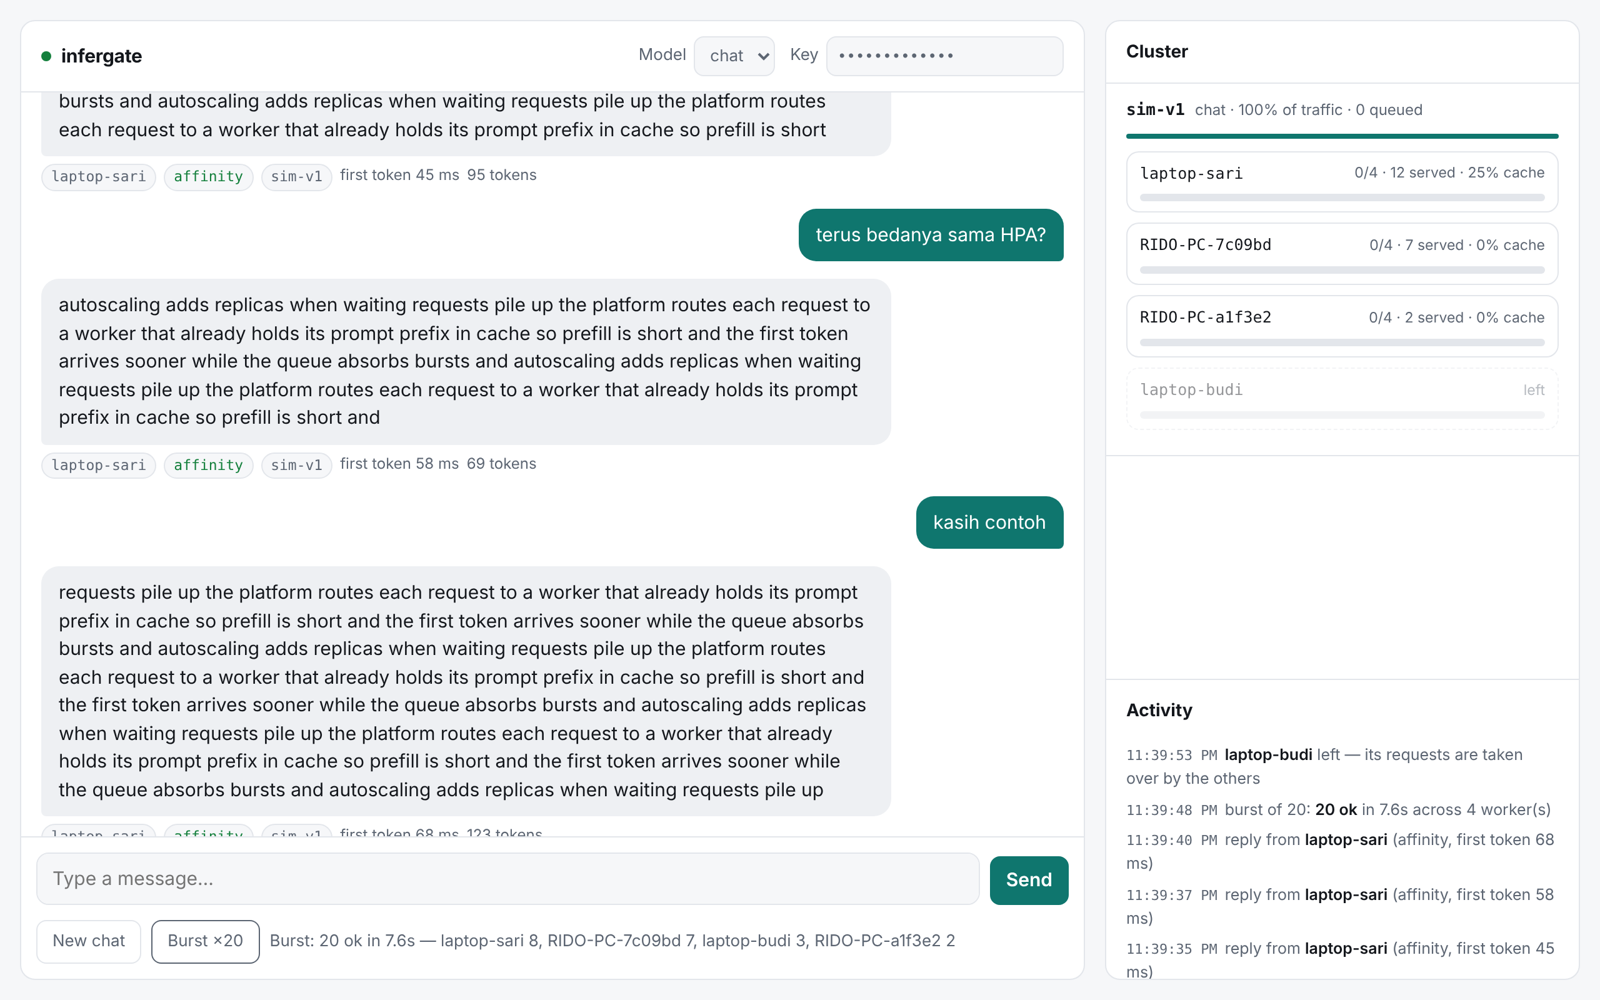 infergate
Model chat Key •••••••••••••
bursts and autoscaling adds replicas when waiting requests pile up the platform routes
each request to a worker that already holds its prompt prefix in cache so prefill is short
laptop-sari affinity sim-v1 first token 45 ms 95 tokens
terus bedanya sama HPA?
autoscaling adds replicas when waiting requests pile up the platform routes each request to
a worker that already holds its prompt prefix in cache so prefill is short and the first token
arrives sooner while the queue absorbs bursts and autoscaling adds replicas when waiting
requests pile up the platform routes each request to a worker that already holds its prompt
prefix in cache so prefill is short and
laptop-sari affinity sim-v1 first token 58 ms 69 tokens
kasih contoh
requests pile up the platform routes each request to a worker that already holds its prompt
prefix in cache so prefill is short and the first token arrives sooner while the queue absorbs
bursts and autoscaling adds replicas when waiting requests pile up the platform routes
each request to a worker that already holds its prompt prefix in cache so prefill is short and
the first token arrives sooner while the queue absorbs bursts and autoscaling adds replicas
when waiting requests pile up the platform routes each request to a worker that already
holds its prompt prefix in cache so prefill is short and the first token arrives sooner while
the queue absorbs bursts and autoscaling adds replicas when waiting requests pile up
laptop-sari affinity sim-v1 first token 68 ms 123 tokens
Type a message...
Send
New chat
Burst ×20
Burst: 20 ok in 7.6s — laptop-sari 8, RIDO-PC-7c09bd 7, laptop-budi 3, RIDO-PC-a1f3e2 2
Cluster
sim-v1 chat · 100% of traffic · 0 queued
laptop-sari 0/4 · 12 served · 25% cache
RIDO-PC-7c09bd 0/4 · 7 served · 0% cache
RIDO-PC-a1f3e2 0/4 · 2 served · 0% cache
laptop-budi left
Activity
11:39:53 PM laptop-budi left — its requests are taken
over by the others
11:39:48 PM burst of 20: 20 ok in 7.6s across 4 worker(s)
11:39:40 PM reply from laptop-sari (affinity, first token 68
ms)
11:39:37 PM reply from laptop-sari (affinity, first token 58
ms)
11:39:35 PM reply from laptop-sari (affinity, first token 45
ms)